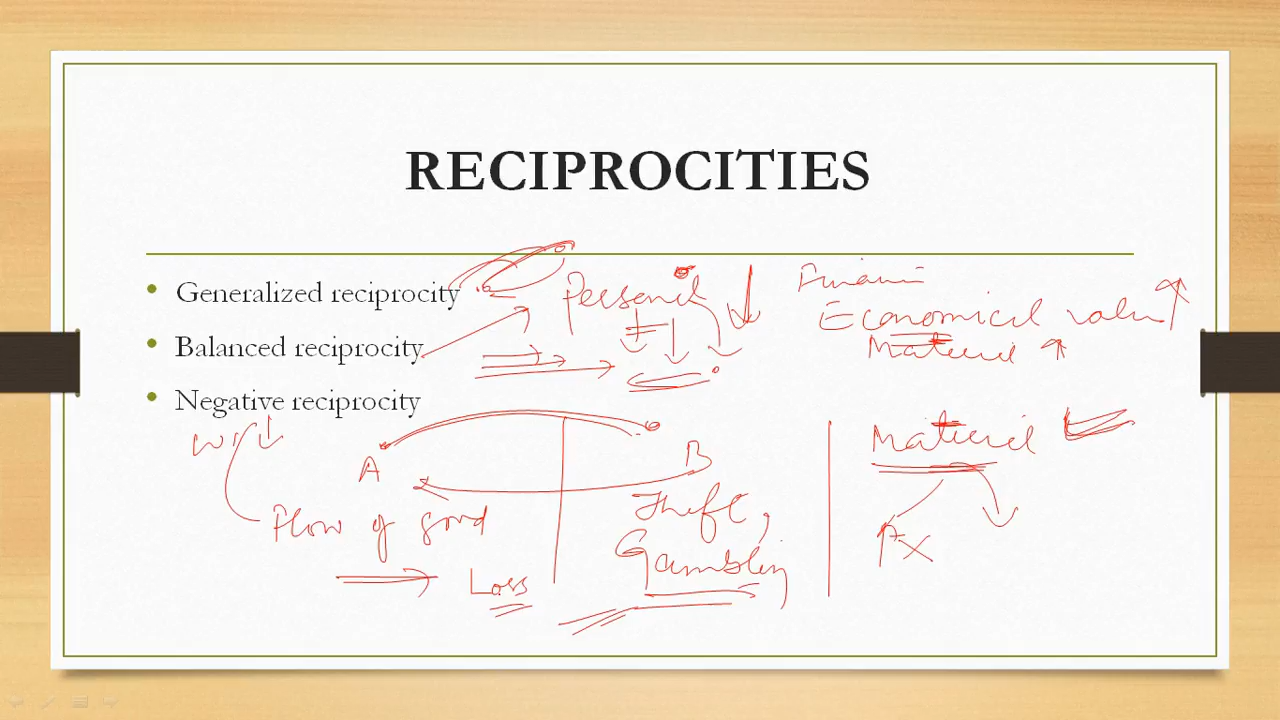 RECIPROCITIES
Generalized reciprocity
Personal
Economical value
Material
Balanced reciprocity
Negative reciprocity
A
B
Material
Flow of good
Theft,
Gambling
Loss